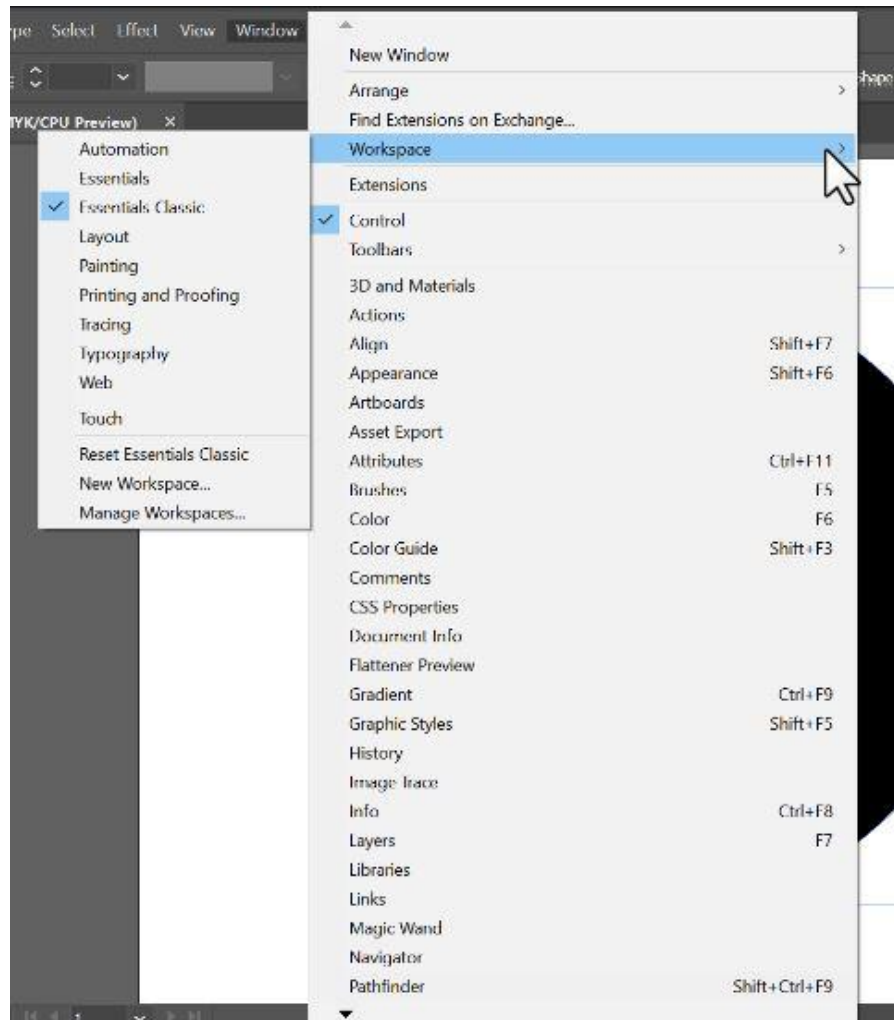 Select Effect View Window
Shape
CPU Preview) ×
New Window
Arrange
Find Extensions on Exchange...
Workspace
Extensions
Control
Toolbars
3D and Materials
Actions
Align Shift+F7
Appearance Shift+F6
Artboards
Asset Export
Attributes Ctrl+F11
Brushes F5
Color F6
Color Guide Shift+F3
Comments
CSS Properties
Document Info
Flattener Preview
Gradient Ctrl+F9
Graphic Styles Shift+F5
History
Image Trace
Info Ctrl+F8
Layers F7
Libraries
Links
Magic Wand
Navigator
Pathfinder Shift+Ctrl+F9
Automation
Essentials
Essentials Classic
Layout
Painting
Printing and Proofing
Tracing
Typography
Web
Touch
Reset Essentials Classic
New Workspace...
Manage Workspaces...
1